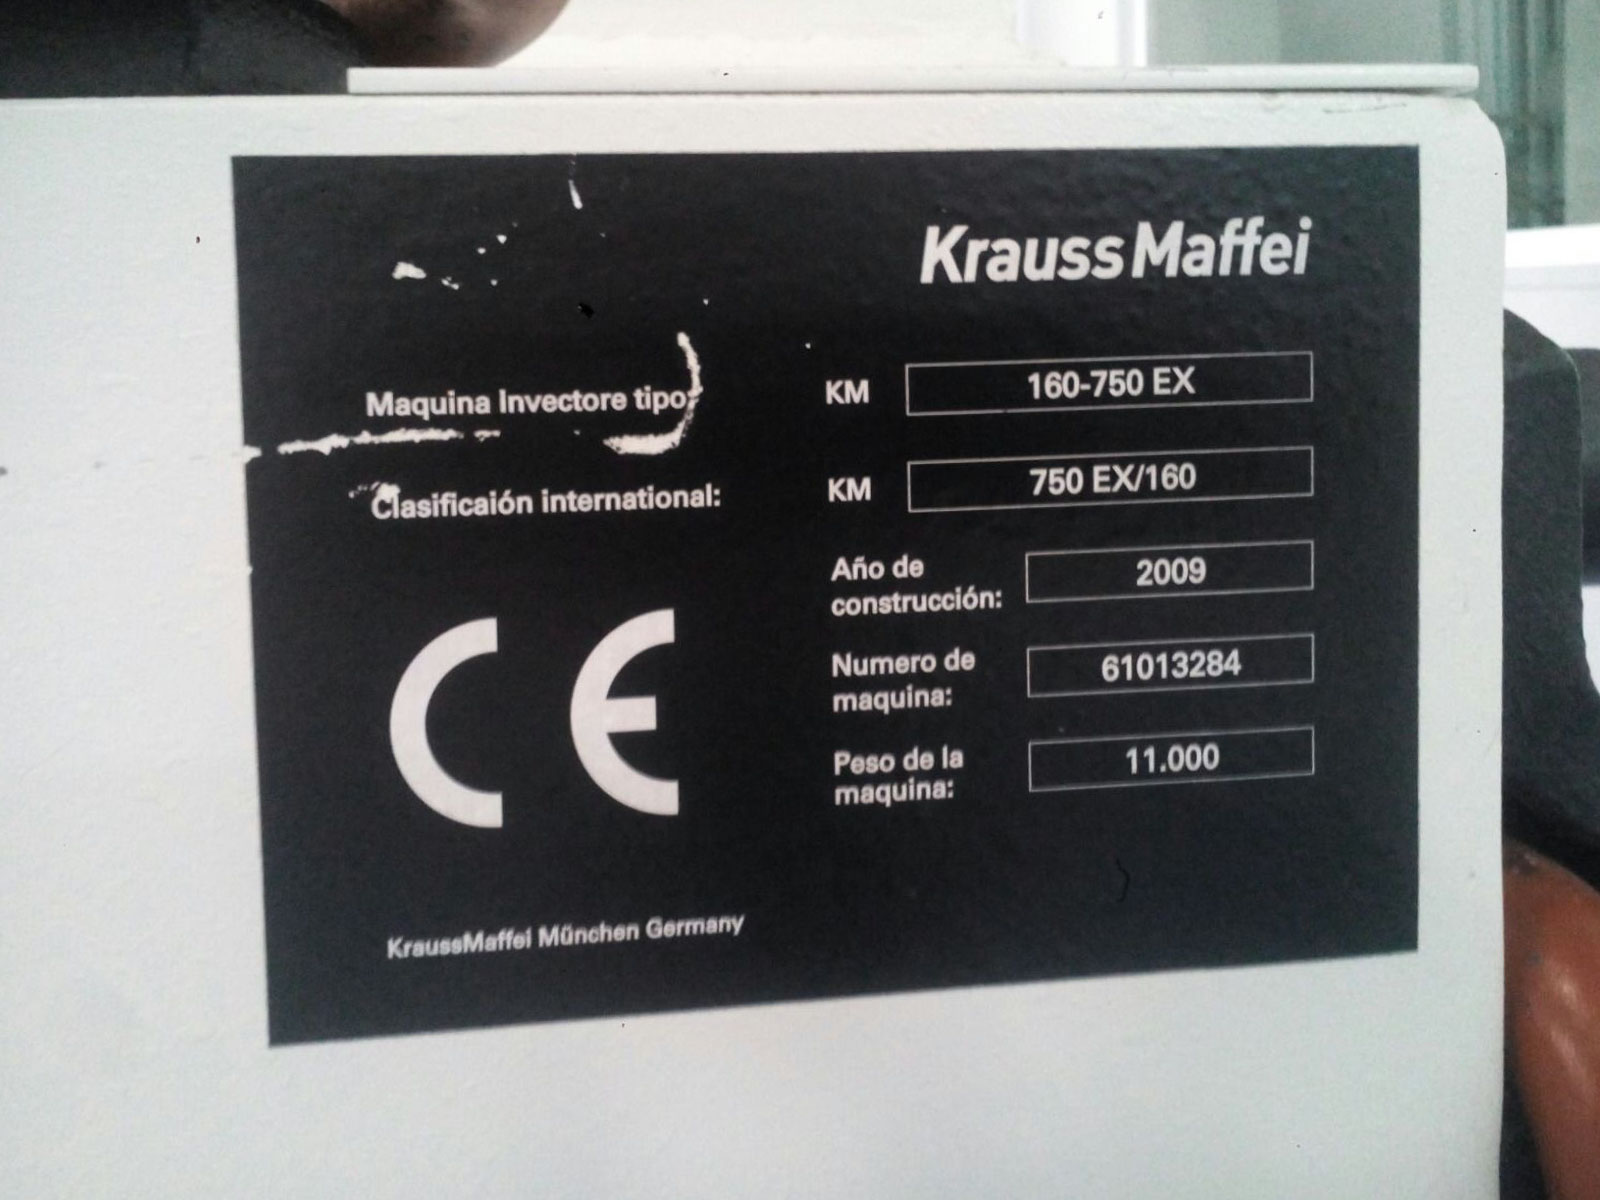 KraussMaffei
Maquina Invectore tipo: KM 160-750 EX
Clasificaión international: KM 750 EX/160
Año de
construcción: 2009
Numero de
maquina: 61013284
Peso de la
maquina: 11.000
CE
KraussMaffei München Germany